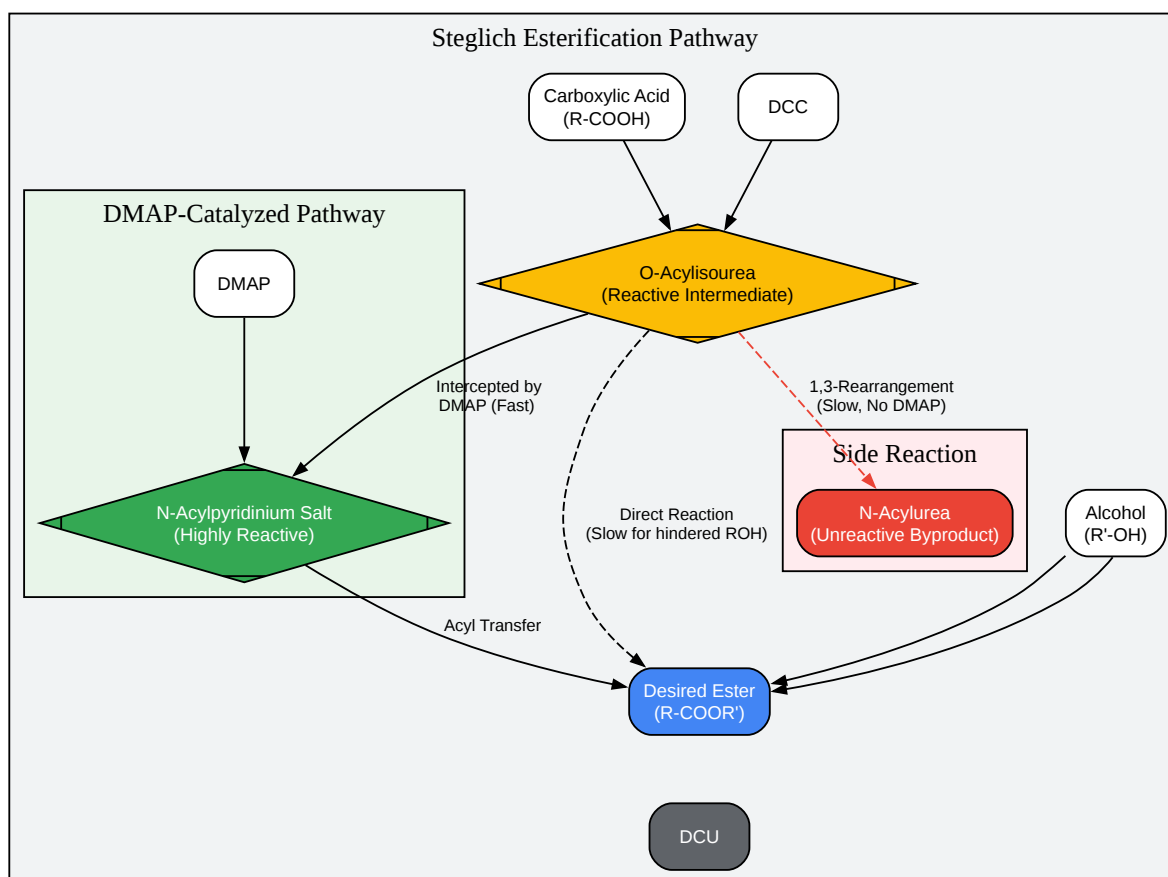 Steglich Esterification Pathway
Carboxylic Acid
(R-COOH)
DCC
DMAP-Catalyzed Pathway
DMAP
O-Acylisourea
(Reactive Intermediate)
Intercepted by
DMAP (Fast)
1,3-Rearrangement
(Slow, No DMAP)
Side Reaction
N-Acylpyridinium Salt
(Highly Reactive)
Direct Reaction
(Slow for hindered ROH)
N-Acylurea
(Unreactive Byproduct)
Alcohol
(R'-OH)
Acyl Transfer
Desired Ester
(R-COOR')
DCU